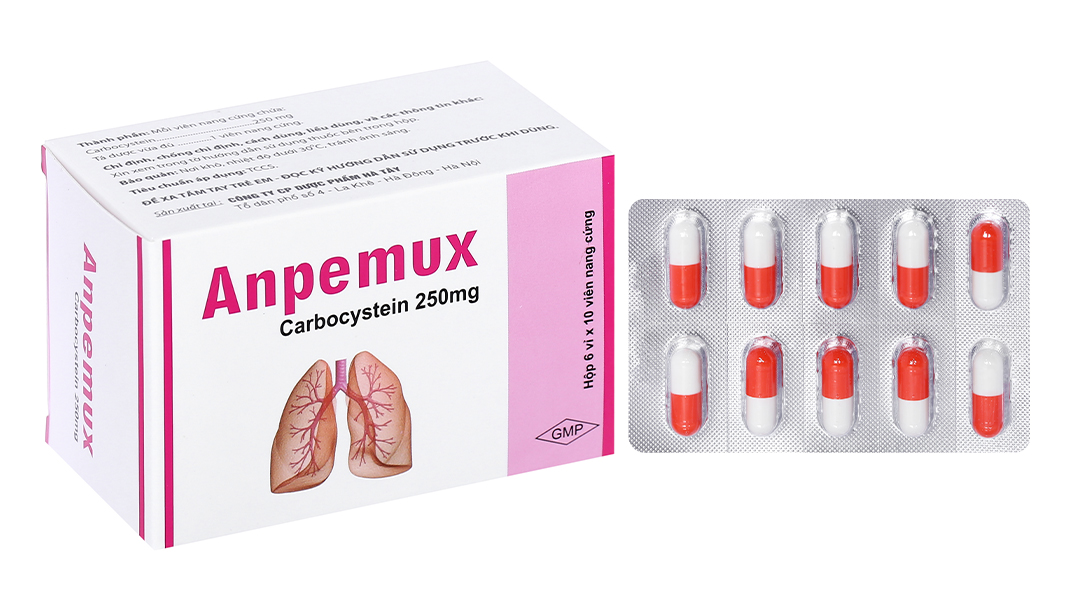 Thành phần: Mỗi viên nang cứng chứa:
Carbocystein..............................250 mg
Tá dược vừa đủ............1 viên nang cứng.
Chỉ định, chống chỉ định, cách dùng, liều dùng, và các thông tin khác:
Xin xem trong tờ hướng dẫn sử dụng thuốc bên trong hộp.
Bảo quản: Nơi khô, nhiệt độ dưới 30°C, tránh ánh sáng.
Tiêu chuẩn áp dụng: TCCS.
ĐỂ XA TẦM TAY TRẺ EM - ĐỌC KỸ HƯỚNG DẪN SỬ DỤNG TRƯỚC KHI DÙNG.
Sản xuất tại: CÔNG TY CP DƯỢC PHẨM HÀ TÂY
Tổ dân phố số 4 - La Khê - Hà Đông - Hà Nội
Anpemux
Carbocystein 250mg
Anpemux
Carbocystein 250mg
Hộp 6 vỉ x 10 viên nang cứng
GMP